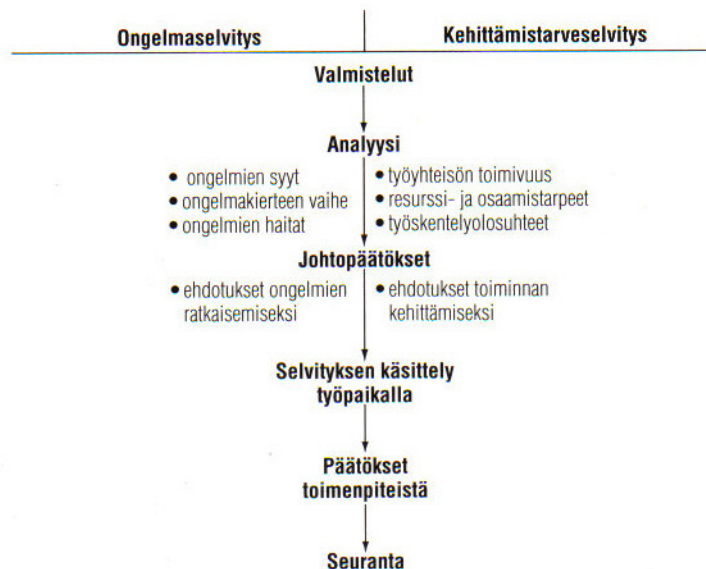 Ongelmaselvitys
Kehittämistarveselvitys
Valmistelut
Analyysi
• ongelmien syyt
• ongelmakierteen vaihe
• ongelmien haitat
• työyhteisön toimivuus
• resurssi- ja osaamistarpeet
• työskentelyolosuhteet
Johtopäätökset
• ehdotukset ongelmien
ratkaisemiseksi
• ehdotukset toiminnan
kehittämiseksi
Selvityksen käsittely
työpaikalla
Päätökset
toimenpiteistä
Seuranta